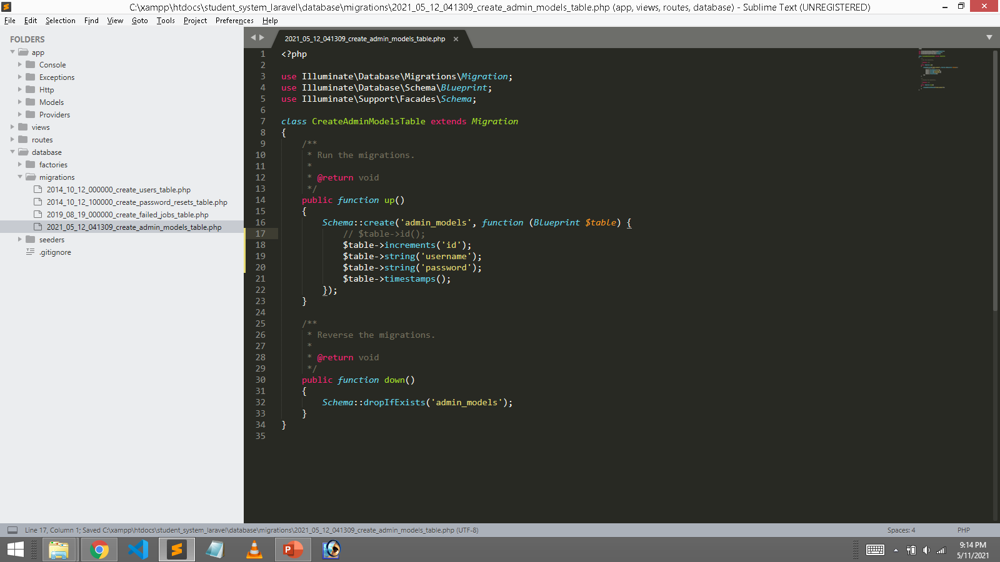 C:\xampp\htdocs\student_system_laravel\database\migrations\2021_05_12_041309_create_admin_models_table.php (app, views, routes, database) - Sublime Text (UNREGISTERED)
File Edit Selection Find View Goto Tools Project Preferences Help
FOLDERS
app
Console
Exceptions
Http
Models
Providers
views
routes
database
factories
migrations
2014_10_12_000000_create_users_table.php
2014_10_12_100000_create_password_resets_table.php
2019_08_19_000000_create_failed_jobs_table.php
2021_05_12_041309_create_admin_models_table.php
seeders
.gitignore
2021_05_12_041309_create_admin_models_table.php
1 <?php
2
3 use Illuminate\Database\Migrations\Migration;
4 use Illuminate\Database\Schema\Blueprint;
5 use Illuminate\Support\Facades\Schema;
6
7 class CreateAdminModelsTable extends Migration
8 {
9     /**
10      * Run the migrations.
11      *
12      * @return void
13      */
14     public function up()
15     {
16         Schema::create('admin_models', function (Blueprint $table) {
17             // $table->id();
18             $table->increments('id');
19             $table->string('username');
20             $table->string('password');
21             $table->timestamps();
22         });
23     }
24
25     /**
26      * Reverse the migrations.
27      *
28      * @return void
29      */
30     public function down()
31     {
32         Schema::dropIfExists('admin_models');
33     }
34 }
35
Line 17, Column 1; Saved C:\xampp\htdocs\student_system_laravel\database\migrations\2021_05_12_041309_create_admin_models_table.php (UTF-8)
Spaces: 4
PHP
9:14 PM
5/11/2021